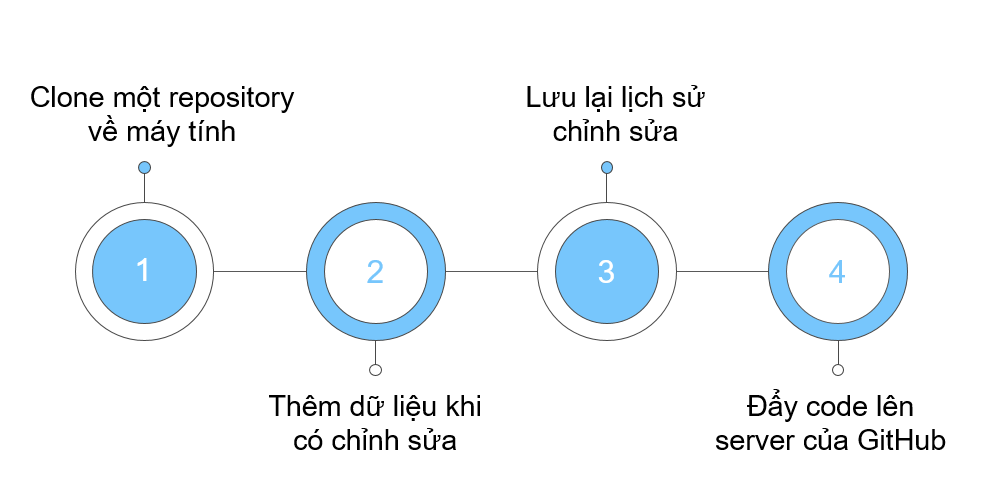 Clone một repository
về máy tính
Lưu lại lịch sử
chỉnh sửa
1
2
3
4
Thêm dữ liệu khi
có chỉnh sửa
Đẩy code lên
server của GitHub